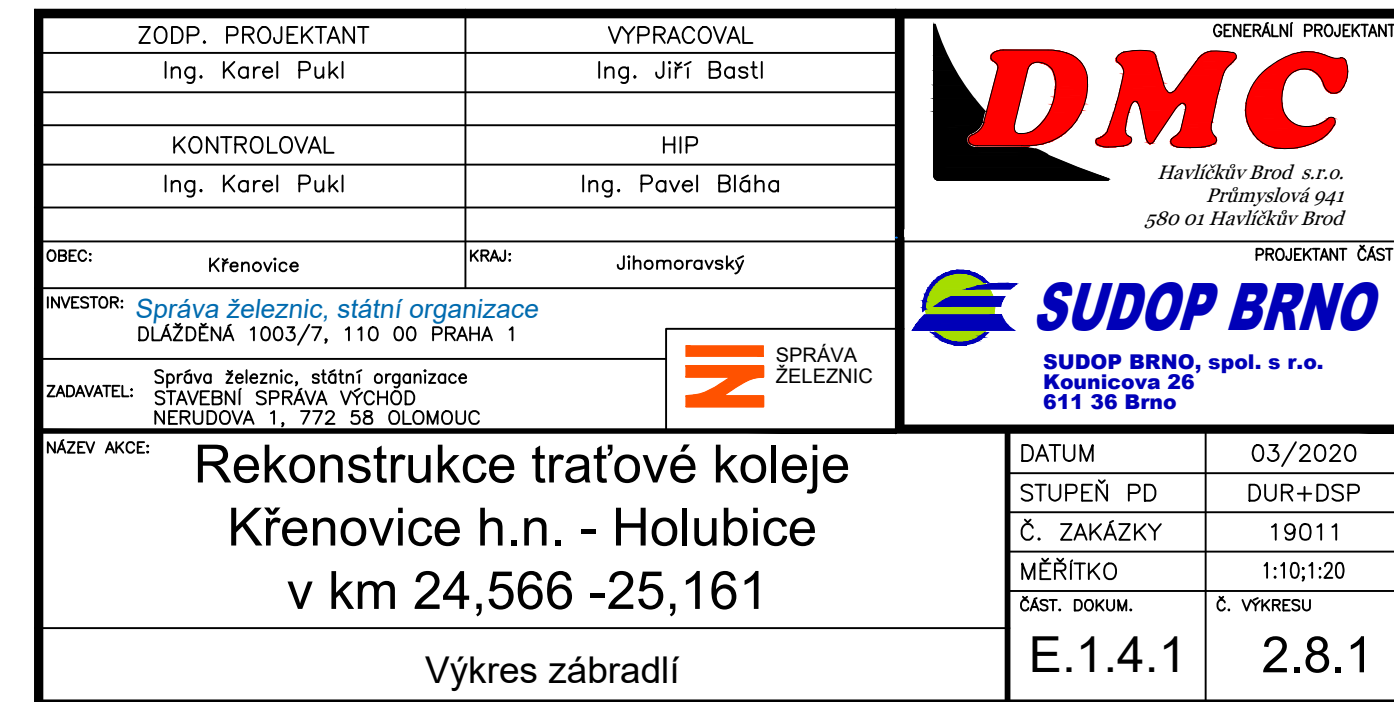 ZODP. PROJEKTANT
VYPRACOVAL
Ing. Karel Pukl
Ing. Jiří Bastl
KONTROLOVAL
HIP
Ing. Karel Pukl
Ing. Pavel Bláha
OBEC:
Křenovice
KRAJ:
Jihomoravský
INVESTOR:
Správa železnic, státní organizace
DLÁŽDĚNÁ 1003/7, 110 00 PRAHA 1
ZADAVATEL:
Správa železnic, státní organizace
STAVEBNÍ SPRÁVA VÝCHOD
NERUDOVA 1, 772 58 OLOMOUC
SPRÁVA
ŽELEZNIC
GENERÁLNÍ PROJEKTANT
DMC
Havlíčkův Brod s.r.o.
Průmyslová 941
580 01 Havlíčkův Brod
PROJEKTANT ČÁST
SUDOP BRNO
SUDOP BRNO, spol. s r.o.
Kounicova 26
611 36 Brno
NÁZEV AKCE:
Rekonstrukce traťové koleje
Křenovice h.n. - Holubice
v km 24,566 -25,161
Výkres zábradlí
DATUM
03/2020
STUPEŇ PD
DUR+DSP
Č. ZAKÁZKY
19011
MĚŘÍTKO
1:10;1:20
ČÁST. DOKUM.
Č. VÝKRESU
E.1.4.1
2.8.1